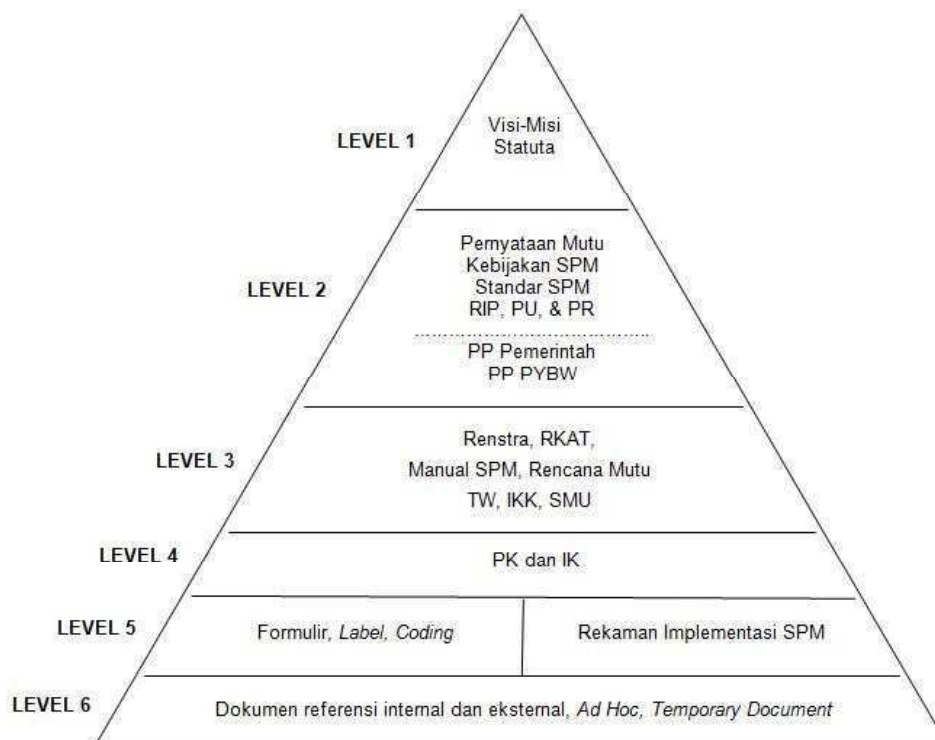 LEVEL 1
Visi-Misi
Statuta
LEVEL 2
Pernyataan Mutu
Kebijakan SPM
Standar SPM
RIP, PU, & PR
PP Pemerintah
PP PYBW
LEVEL 3
Renstra, RKAT,
Manual SPM, Rencana Mutu
TW, IKK, SMU
LEVEL 4
PK dan IK
LEVEL 5
Formulir, Label, Coding
Rekaman Implementasi SPM
LEVEL 6
Dokumen referensi internal dan eksternal, Ad Hoc, Temporary Document